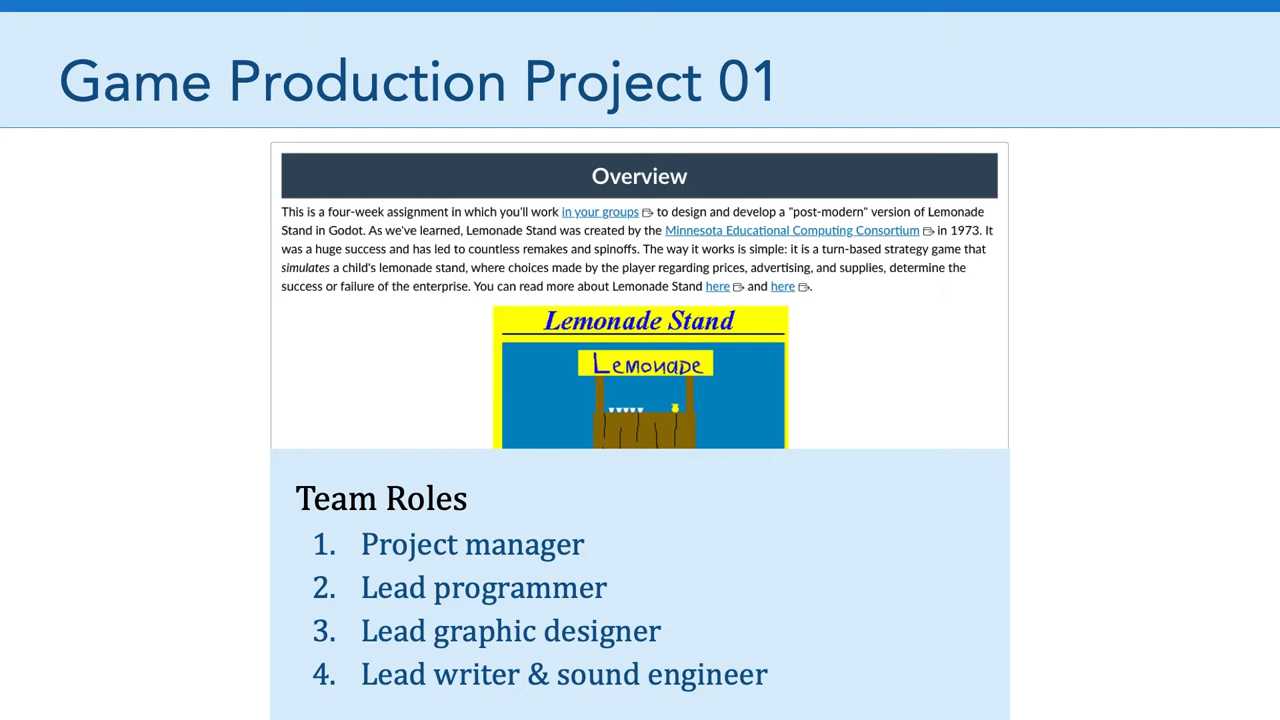 Game Production Project 01
Overview
This is a four-week assignment in which you'll work in your groups to design and develop a "post-modern" version of Lemonade
Stand in Godot. As we've learned, Lemonade Stand was created by the Minnesota Educational Computing Consortium in 1973. It
was a huge success and has led to countless remakes and spinoffs. The way it works is simple: it is a turn-based strategy game that
simulates a child's lemonade stand, where choices made by the player regarding prices, advertising, and supplies, determine the
success or failure of the enterprise. You can read more about Lemonade Stand here and here.
Lemonade Stand
Lemonade
Team Roles
1. Project manager
2. Lead programmer
3. Lead graphic designer
4. Lead writer & sound engineer